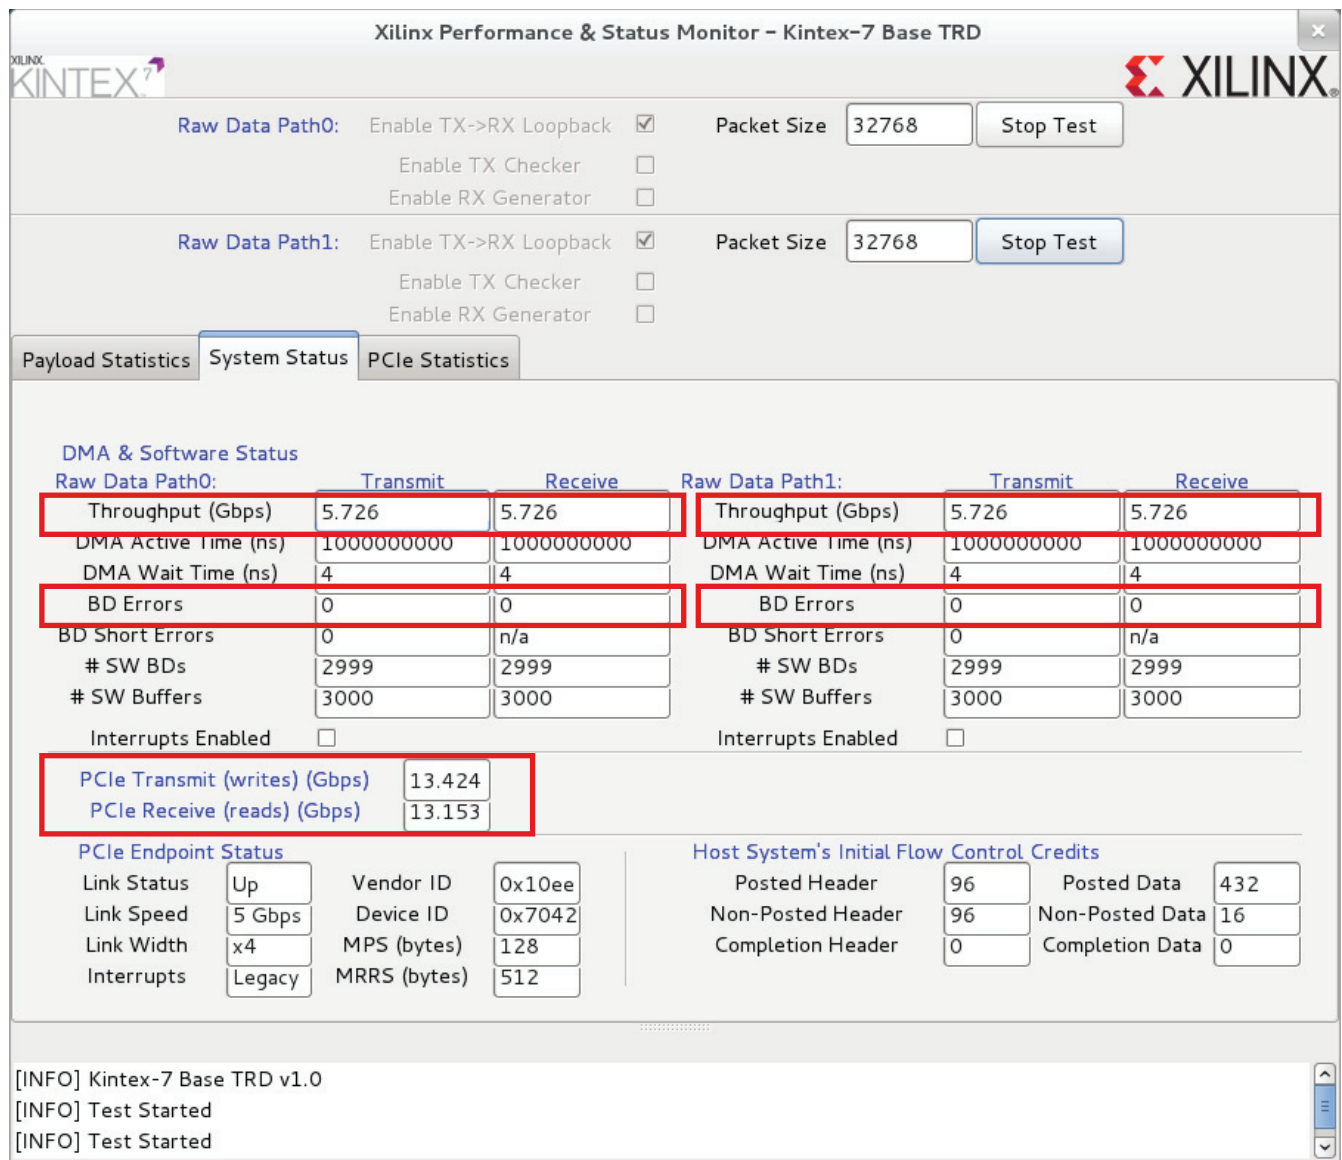 Xilinx Performance & Status Monitor - Kintex-7 Base TRD
XILINX
KINTEX 7
XILINX
Raw Data Path0: Enable TX->RX Loopback Packet Size 32768 Stop Test
Enable TX Checker
Enable RX Generator
Raw Data Path1: Enable TX->RX Loopback Packet Size 32768 Stop Test
Enable TX Checker
Enable RX Generator
Payload Statistics System Status PCIe Statistics
DMA & Software Status
Raw Data Path0: Transmit Receive Raw Data Path1: Transmit Receive
Throughput (Gbps) 5.726 5.726 Throughput (Gbps) 5.726 5.726
DMA Active Time (ns) 1000000000 1000000000 DMA Active Time (ns) 1000000000 1000000000
DMA Wait Time (ns) 4 4 DMA Wait Time (ns) 4 4
BD Errors 0 0 BD Errors 0 0
BD Short Errors 0 n/a BD Short Errors 0 n/a
# SW BDs 2999 2999 # SW BDs 2999 2999
# SW Buffers 3000 3000 # SW Buffers 3000 3000
Interrupts Enabled Interrupts Enabled
PCIe Transmit (writes) (Gbps) 13.424
PCIe Receive (reads) (Gbps) 13.153
PCIe Endpoint Status Host System's Initial Flow Control Credits
Link Status Up Vendor ID 0x10ee Posted Header 96 Posted Data 432
Link Speed 5 Gbps Device ID 0x7042 Non-Posted Header 96 Non-Posted Data 16
Link Width x4 MPS (bytes) 128 Completion Header 0 Completion Data 0
Interrupts Legacy MRRS (bytes) 512
[INFO] Kintex-7 Base TRD v1.0
[INFO] Test Started
[INFO] Test Started